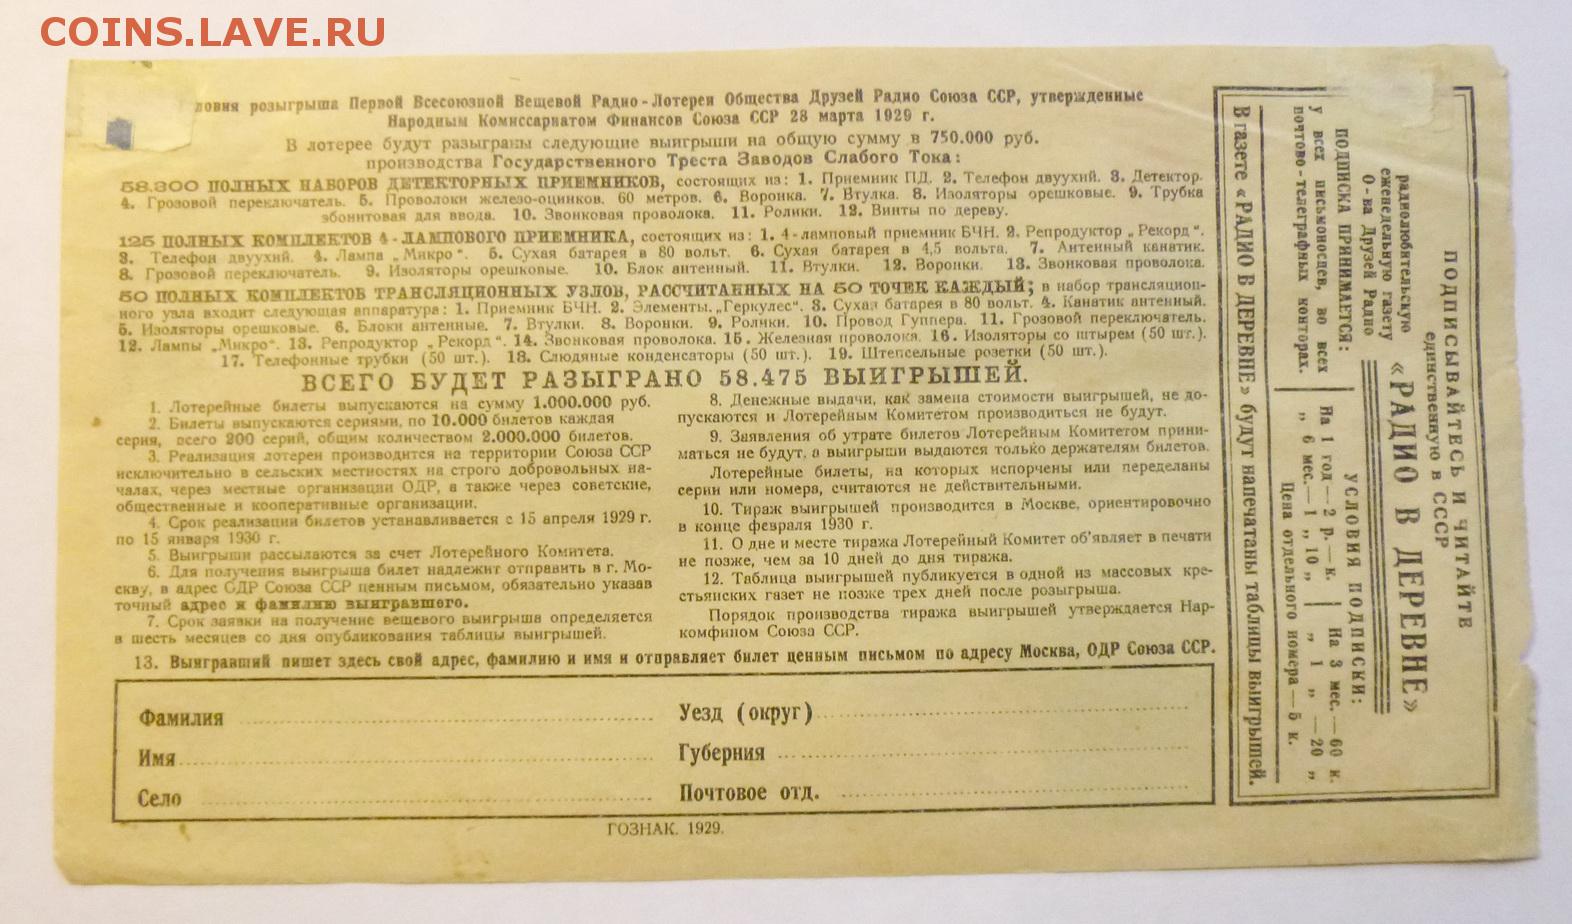 COINS.LAVE.RU
ловия розыгрыша Первой Всесоюзной Вещевой Радио-Лотереи Общества Друзей Радио Союза ССР, утвержденные
Народным Комиссариатом Финансов Союза ССР 28 марта 1929 г.
В лотерее будут разыграны следующие выигрыши на общую сумму в 750.000 руб.
производства Государственного Треста Заводов Слабого Тока:
58.300 ПОЛНЫХ НАБОРОВ ДЕТЕКТОРНЫХ ПРИЕМНИКОВ, состоящих из: 1. Приемник ПД. 2. Телефон двуухий. 3. Детектор.
4. Грозовой переключатель. 5. Проволоки железо-оцинков. 60 метров. 6. Воронка. 7. Втулка. 8. Изоляторы орешковые. 9. Трубка
эбонитовая для ввода. 10. Звонковая проволока. 11. Ролики. 12. Винты по дереву.
125 ПОЛНЫХ КОМПЛЕКТОВ 4-ЛАМПОВОГО ПРИЕМНИКА, состоящих из: 1. 4-ламповый приемник БЧН. 2. Репродуктор „Рекорд“.
3. Телефон двуухий. 4. Лампа „Микро“. 5. Сухая батарея в 80 вольт. 6. Сухая батарея в 4,5 вольта. 7. Антенный канатик.
8. Грозовой переключатель. 9. Изоляторы орешковые. 10. Блок антенный. 11. Втулки. 12. Воронки. 13. Звонковая проволока.
50 ПОЛНЫХ КОМПЛЕКТОВ ТРАНСЛЯЦИОННЫХ УЗЛОВ, РАССЧИТАННЫХ НА 50 ТОЧЕК КАЖДЫЙ; в набор трансляцион-
ного узла входит следующая аппаратура: 1. Приемник БЧН. 2. Элементы „Геркулес“. 3. Сухая батарея в 80 вольт. 4. Канатик антенный.
5. Изоляторы орешковые. 6. Блоки антенные. 7. Втулки. 8. Воронки. 9. Ролики. 10. Провод Гуппера. 11. Грозовой переключатель.
12. Лампы „Микро“. 13. Репродуктор „Рекорд“. 14. Звонковая проволока. 15. Железная проволока. 16. Изоляторы со штырем (50 шт.).
17. Телефонные трубки (50 шт.). 18. Слюдяные конденсаторы (50 шт.). 19. Штепсельные розетки (50 шт.).
ВСЕГО БУДЕТ РАЗЫГРАНО 58.475 ВЫИГРЫШЕЙ.
1. Лотерейные билеты выпускаются на сумму 1.000.000 руб.
2. Билеты выпускаются сериями, по 10.000 билетов каждая
серия, всего 200 серий, общим количеством 2.000.000 билетов.
3. Реализация лотереи производится на территории Союза ССР
исключительно в сельских местностях на строго добровольных на-
чалах, через местные организации ОДР, а также через советские,
общественные и кооперативные организации.
4. Срок реализации билетов устанавливается с 15 апреля 1929 г.
по 15 января 1930 г.
5. Выигрыши рассылаются за счет Лотерейного Комитета.
6. Для получения выигрыша билет надлежит отправить в г. Мо-
скву, в адрес ОДР Союза ССР ценным письмом, обязательно указав
точный адрес и фамилию выигравшего.
7. Срок заявки на получение вещевого выигрыша определяется
в шесть месяцев со дня опубликования таблицы выигрышей.
8. Денежные выдачи, как замена стоимости выигрышей, не до-
пускаются и Лотерейным Комитетом производиться не будут.
9. Заявления об утрате билетов Лотерейным Комитетом прини-
маться не будут, а выигрыши выдаются только держателям билетов.
Лотерейные билеты, на которых испорчены или переделаны
серии или номера, считаются не действительными.
10. Тираж выигрышей производится в Москве, ориентировочно
в конце февраля 1930 г.
11. О дне и месте тиража Лотерейный Комитет об'являет в печати
не позже, чем за 10 дней до дня тиража.
12. Таблица выигрышей публикуется в одной из массовых кре-
стьянских газет не позже трех дней после розыгрыша.
Порядок производства тиража выигрышей утверждается Нар-
комфином Союза ССР.
13. Выигравший пишет здесь свой адрес, фамилию и имя и отправляет билет ценным письмом по адресу Москва, ОДР Союза ССР.
Фамилия
Имя
Село
Уезд (округ)
Губерния
Почтовое отд.
ГОЗНАК. 1929.
ПОДПИСЫВАЙТЕСЬ И ЧИТАЙТЕ
единственную в СССР
радиолюбительскую
еженедельную газету
О-ва Друзей Радио
«РАДИО В ДЕРЕВНЕ»
ПОДПИСКА ПРИНИМАЕТСЯ:
У всех письмоносцев, во всех
почтово-телеграфных конторах.
УСЛОВИЯ ПОДПИСКИ:
На 1 год—2 р.—к. | На 3 мес.—60 к.
„ 6 мес.—1 „ 10 „ | „ 1 „ —20 „
Цена отдельного номера—5 к.
В газете «РАДИО В ДЕРЕВНЕ» будут напечатаны таблицы выигрышей.